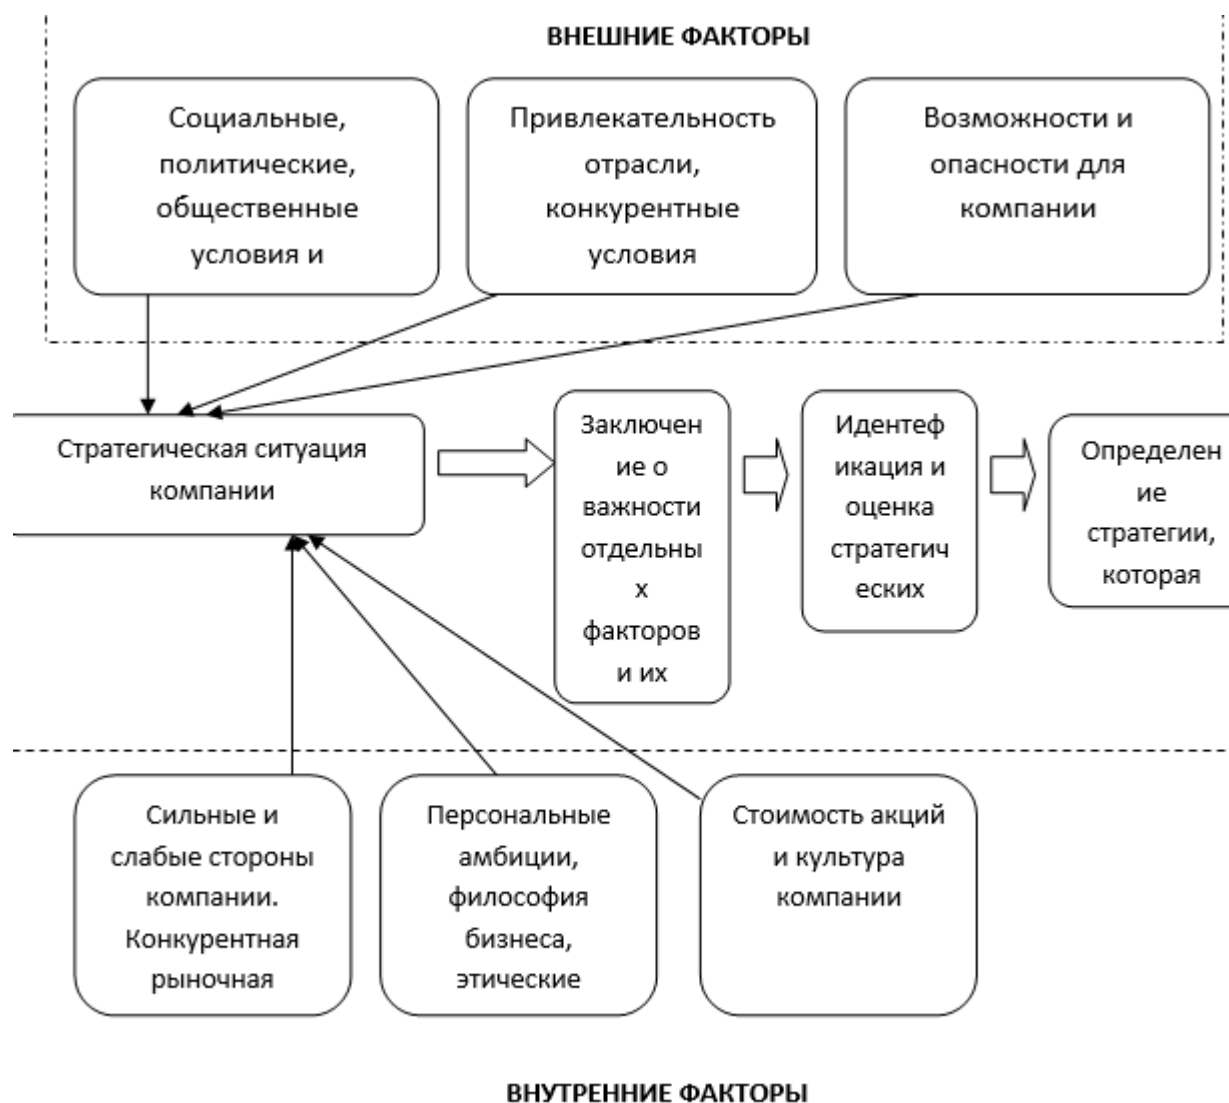 ВНЕШНИЕ ФАКТОРЫ
Социальные,
политические,
общественные
условия и
Привлекательность
отрасли,
конкурентные
условия
Возможности и
опасности для
компании
Стратегическая ситуация
компании
Заключен
ие о
важности
отдельны
х
факторов
и их
Идентеф
икация и
оценка
стратегич
еских
Определен
ие
стратегии,
которая
Сильные и
слабые стороны
компании.
Конкурентная
рыночная
Персональные
амбиции,
философия
бизнеса,
этические
Стоимость акций
и культура
компании
ВНУТРЕННИЕ ФАКТОРЫ